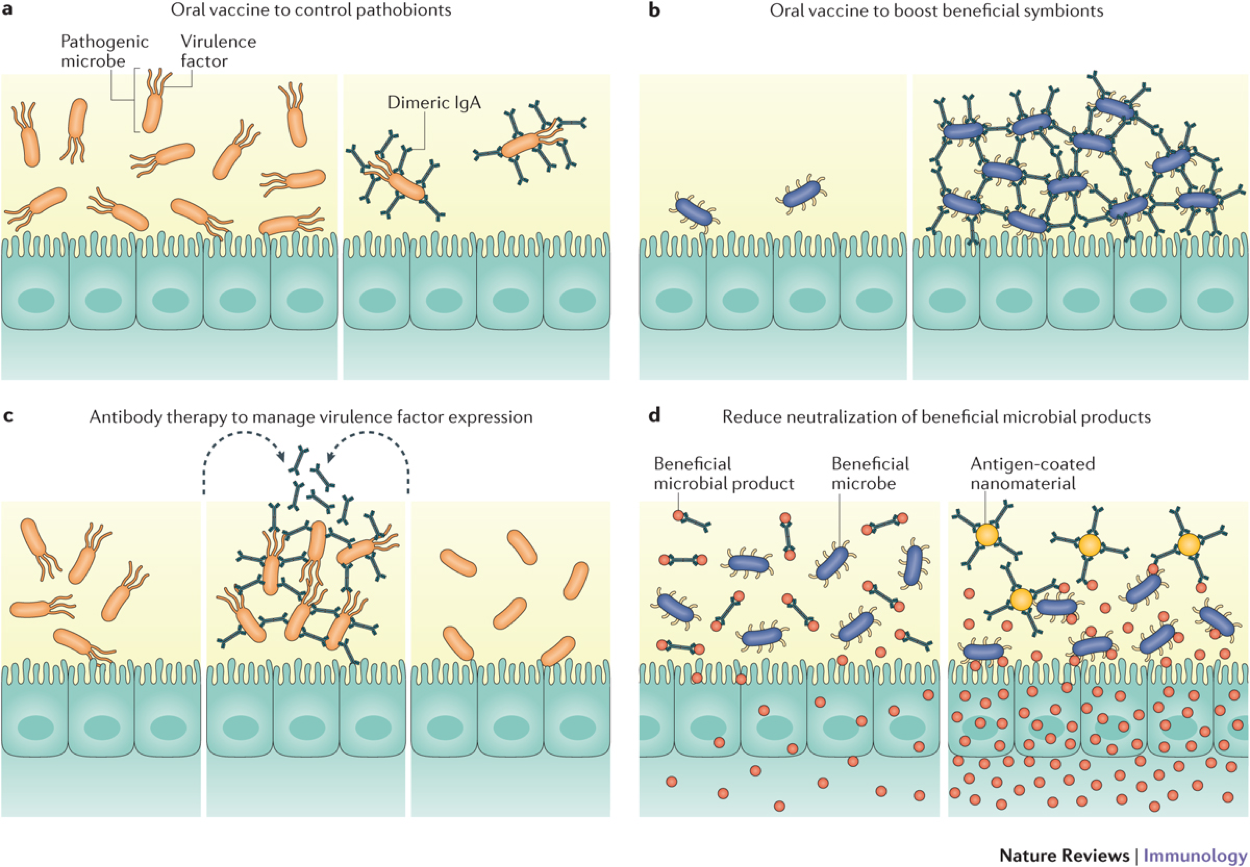 a Oral vaccine to control pathobionts
Pathogenic
microbe
Virulence
factor
Dimeric IgA
b Oral vaccine to boost beneficial symbionts
c Antibody therapy to manage virulence factor expression
d Reduce neutralization of beneficial microbial products
Beneficial
microbial product
Beneficial
microbe
Antigen-coated
nanomaterial
Nature Reviews | Immunology